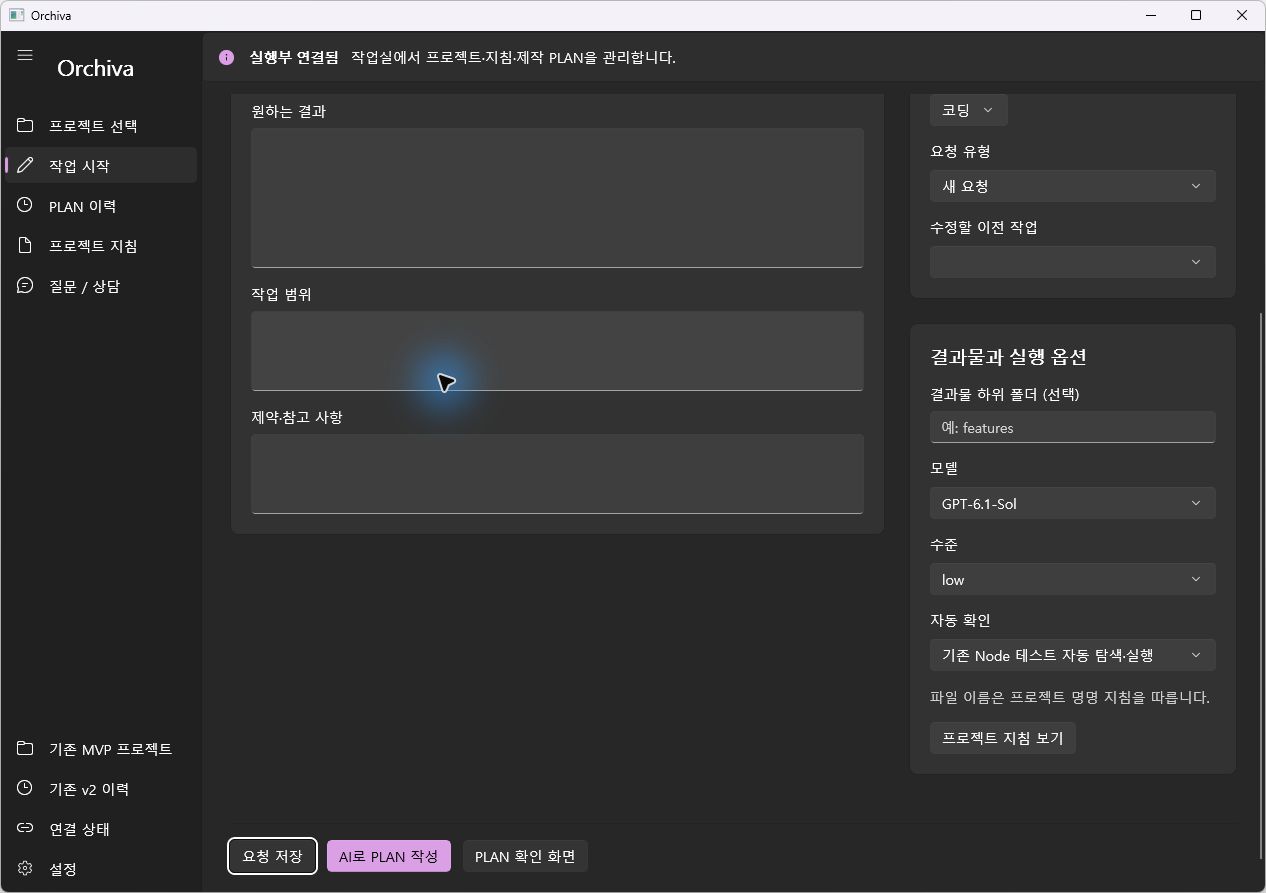 Orchiva
Orchiva
프로젝트 선택
작업 시작
PLAN 이력
프로젝트 지침
질문 / 상담
기존 MVP 프로젝트
기존 v2 이력
연결 상태
설정
실행부 연결됨 작업실에서 프로젝트·지침·제작 PLAN을 관리합니다.
원하는 결과
작업 범위
제약·참고 사항
코딩
요청 유형
새 요청
수정할 이전 작업
결과물과 실행 옵션
결과물 하위 폴더 (선택)
예: features
모델
GPT-6.1-Sol
수준
low
자동 확인
기존 Node 테스트 자동 탐색·실행
파일 이름은 프로젝트 명명 지침을 따릅니다.
프로젝트 지침 보기
요청 저장
AI로 PLAN 작성
PLAN 확인 화면